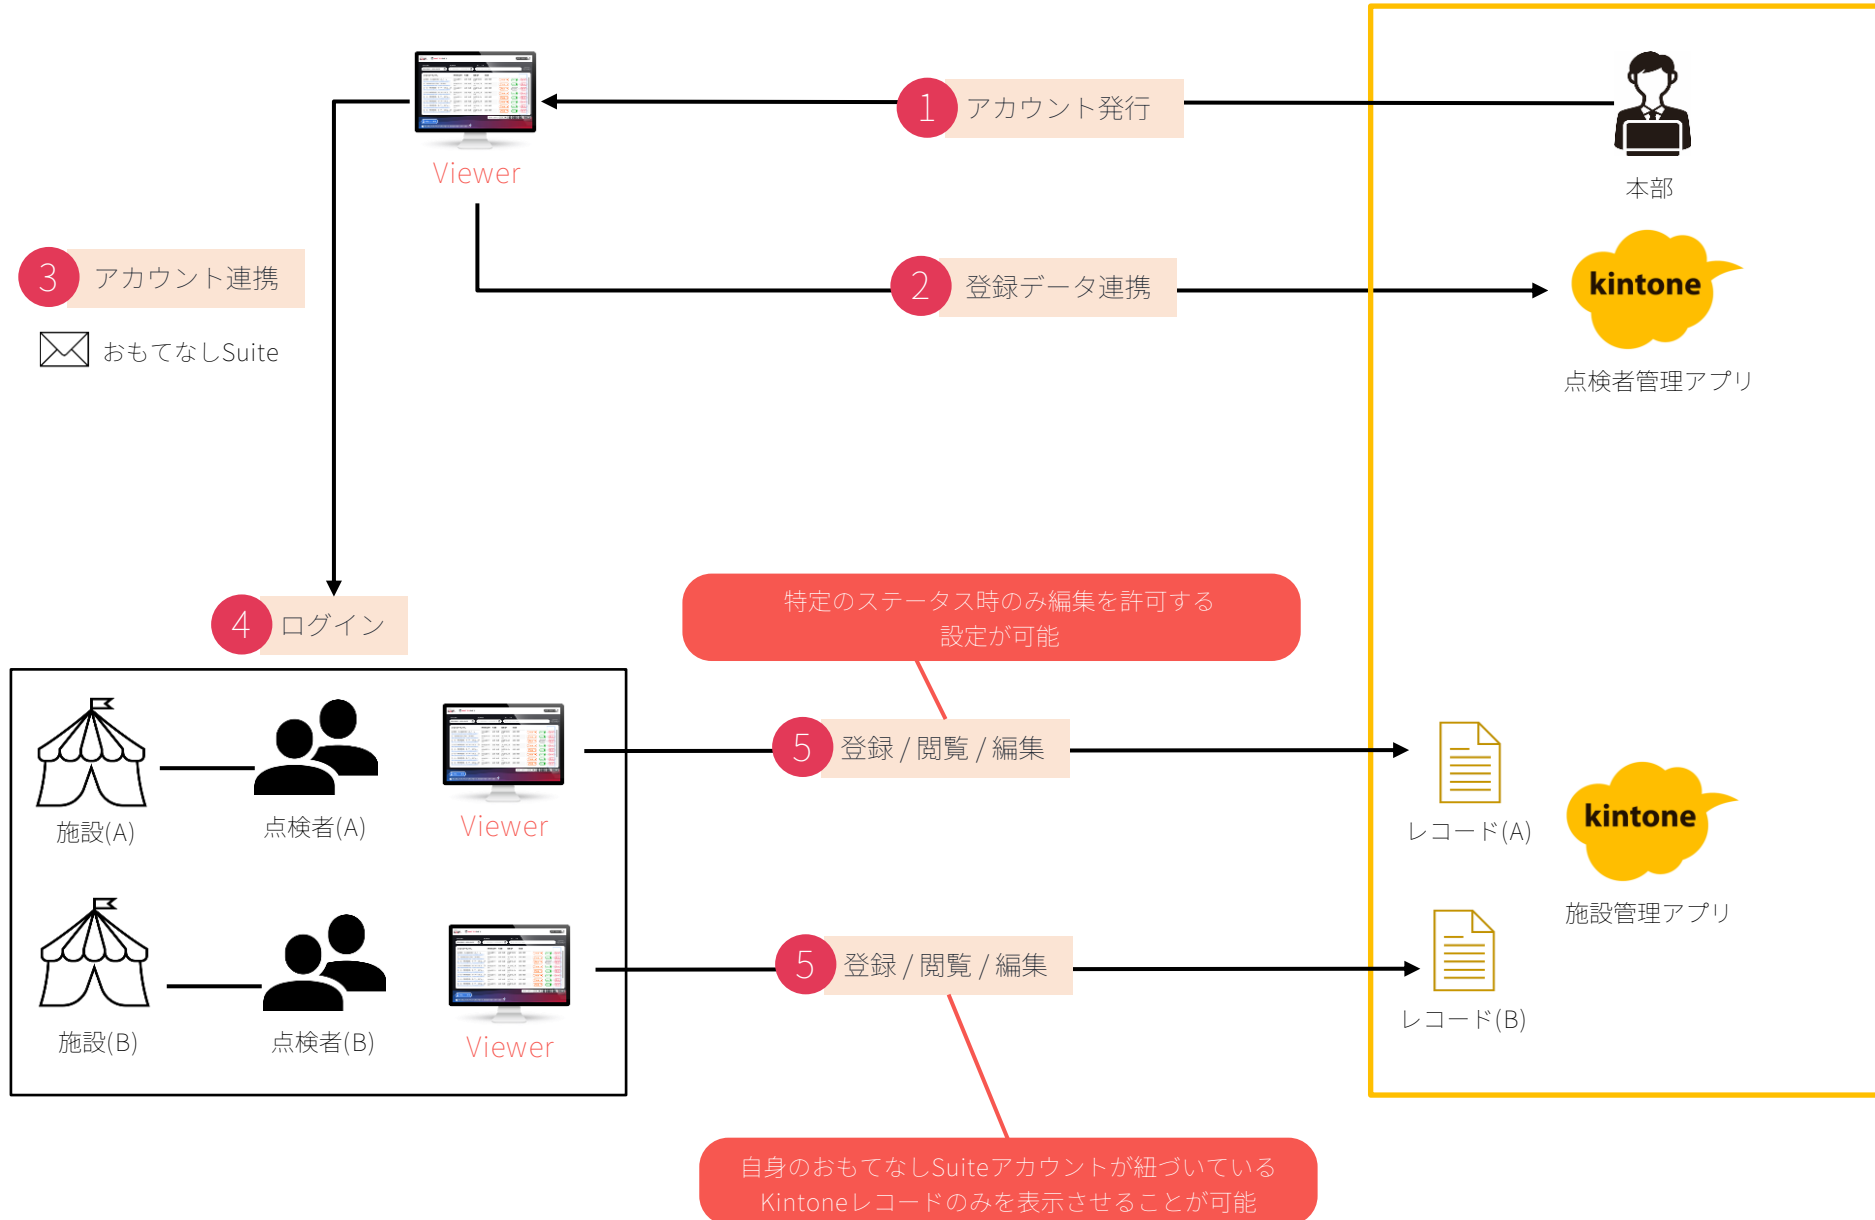 1 アカウント発行
Viewer
本部
3 アカウント連携
2 登録データ連携
kintone
おもてなしSuite
点検者管理アプリ
4 ログイン
特定のステータス時のみ編集を許可する
設定が可能
5 登録 / 閲覧 / 編集
施設(A)
点検者(A)
Viewer
レコード(A)
kintone
施設管理アプリ
5 登録 / 閲覧 / 編集
施設(B)
点検者(B)
Viewer
レコード(B)
自身のおもてなしSuiteアカウントが紐づいている
Kintoneレコードのみを表示させることが可能